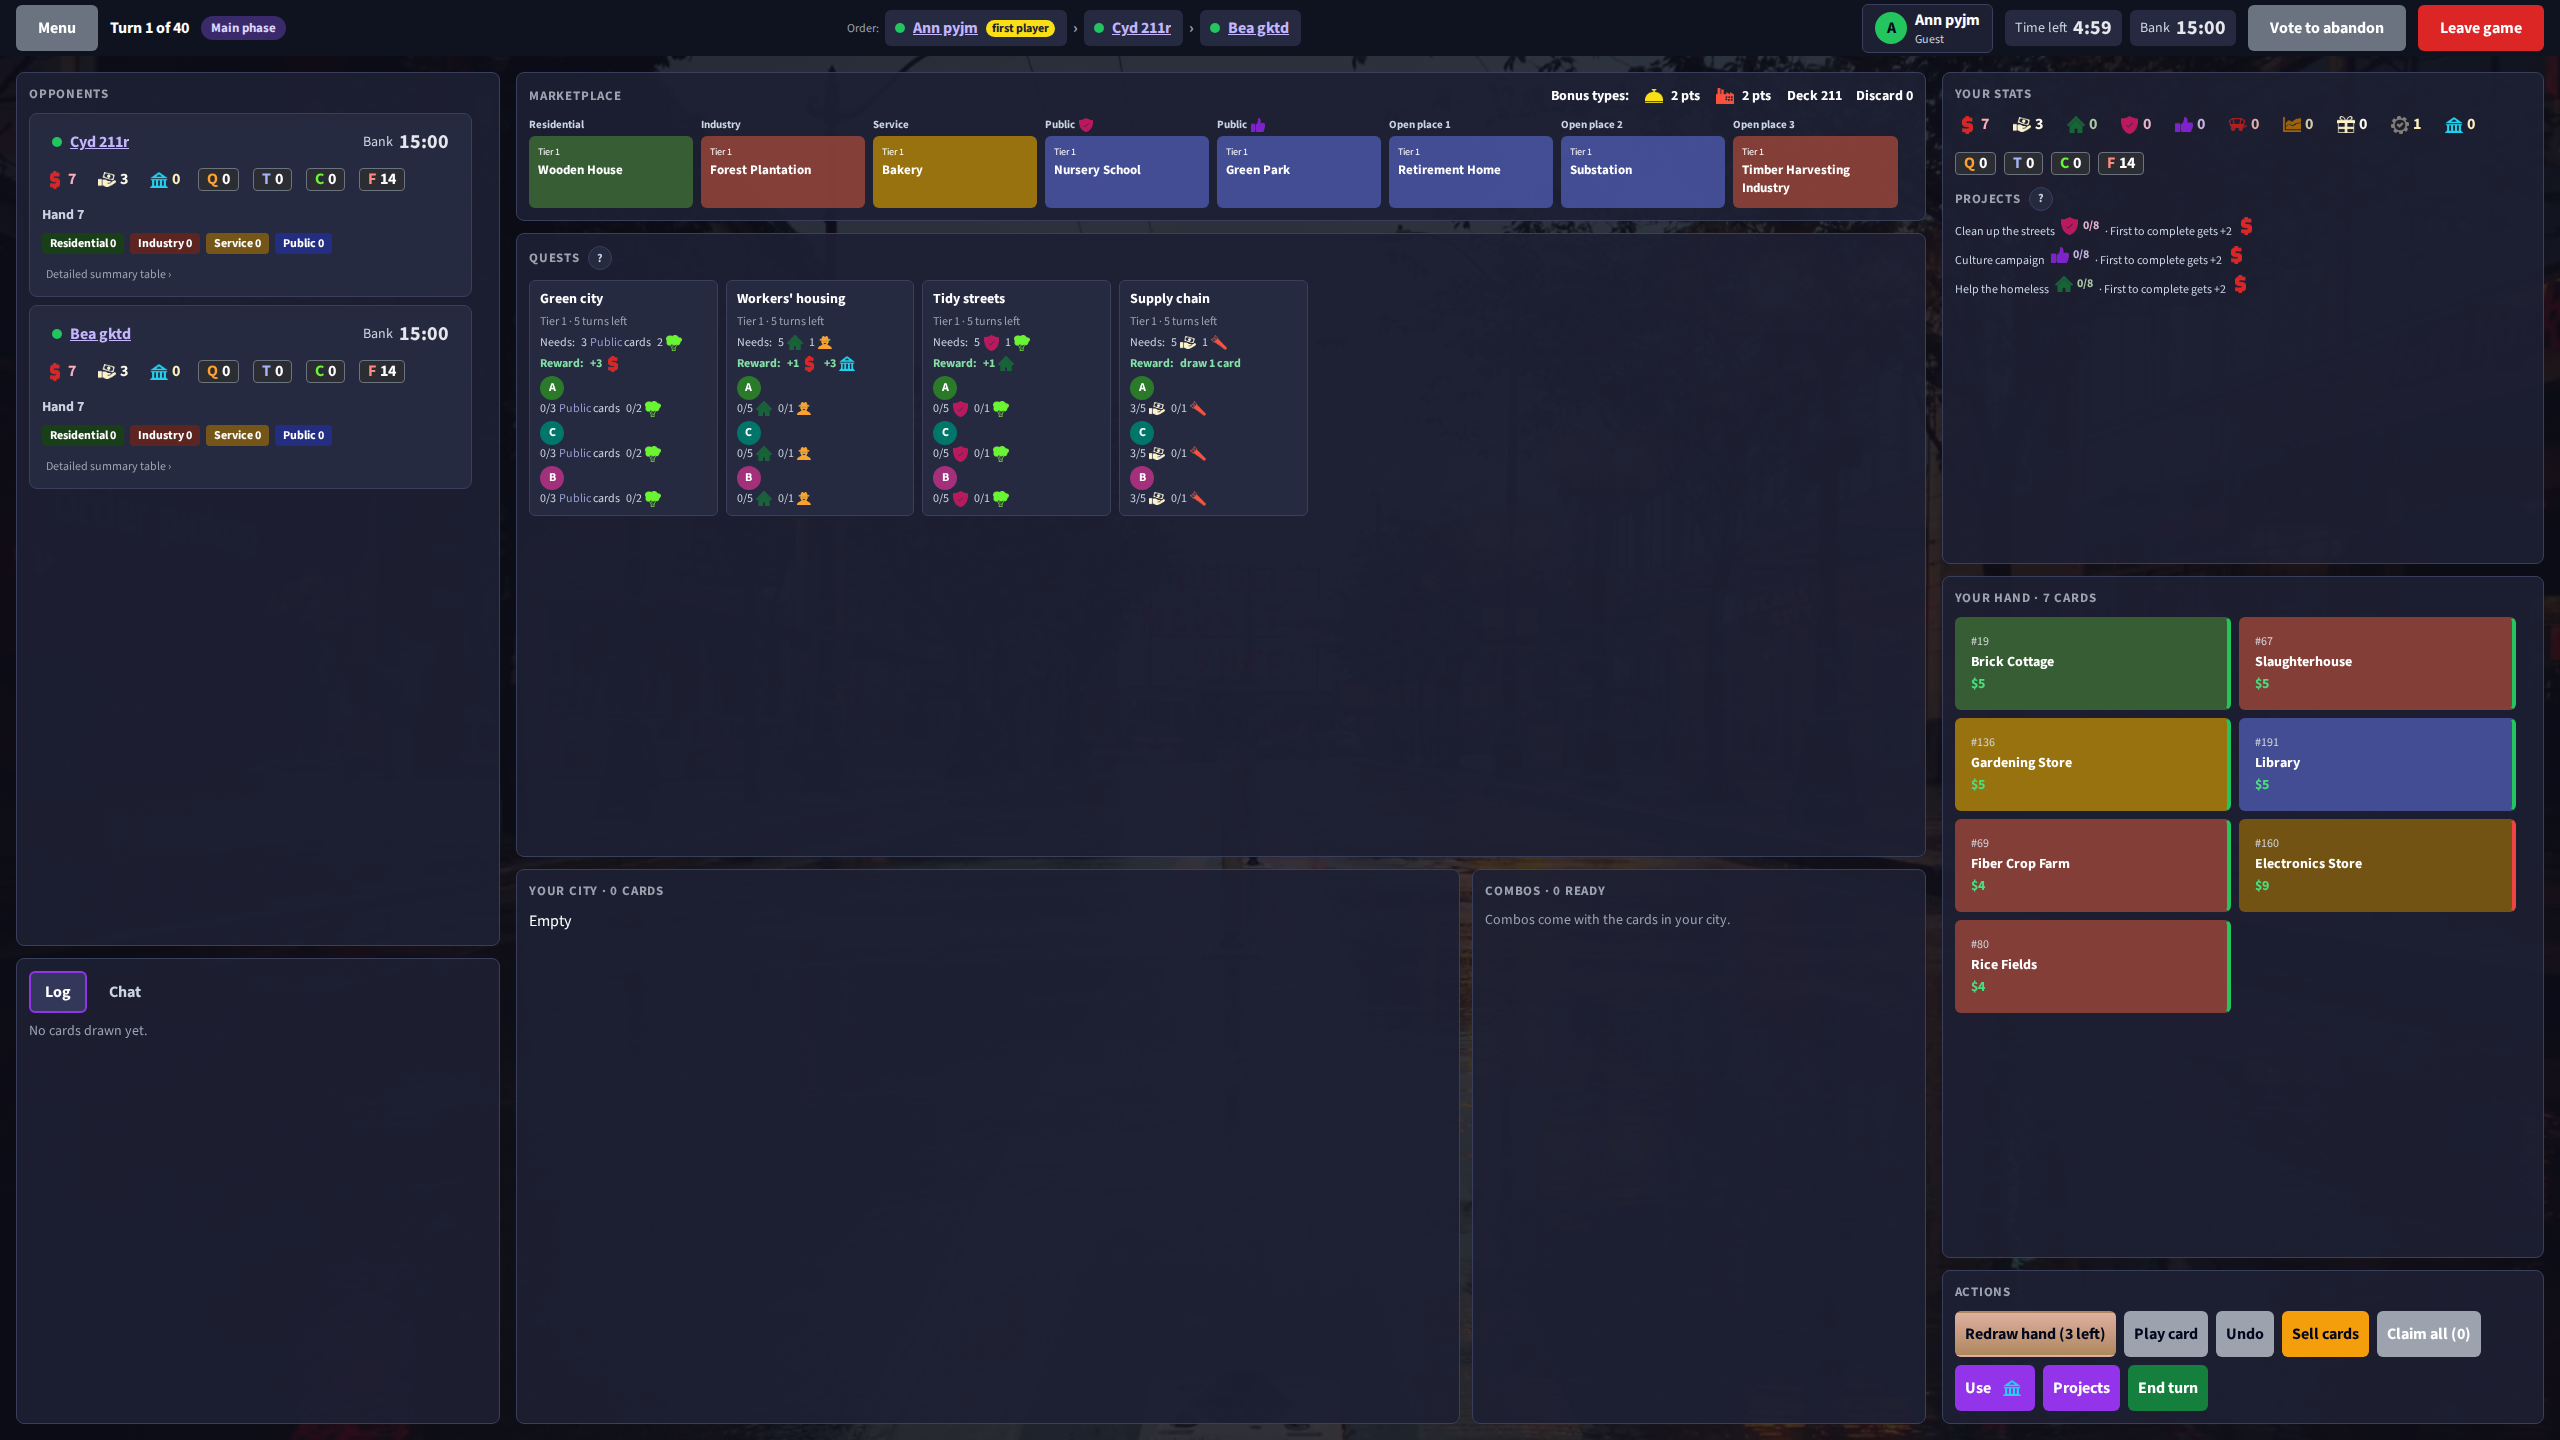 Menu
Turn 1 of 40
Main phase
Order:
Ann pyjm
first player
›
Cyd 211r
›
Bea gktd
A
Ann pyjm
Guest
Time left 4:59
Bank 15:00
Vote to abandon
Leave game
OPPONENTS
Cyd 211r
Bank 15:00
7 3 0 Q 0 T 0 C 0 F 14
Hand 7
Residential 0 Industry 0 Service 0 Public 0
Detailed summary table ›
Bea gktd
Bank 15:00
7 3 0 Q 0 T 0 C 0 F 14
Hand 7
Residential 0 Industry 0 Service 0 Public 0
Detailed summary table ›
Log
Chat
No cards drawn yet.
MARKETPLACE
Bonus types: 2 pts 2 pts Deck 211 Discard 0
Residential
Tier 1
Wooden House
Industry
Tier 1
Forest Plantation
Service
Tier 1
Bakery
Public
Tier 1
Nursery School
Public
Tier 1
Green Park
Open place 1
Tier 1
Retirement Home
Open place 2
Tier 1
Substation
Open place 3
Tier 1
Timber Harvesting
Industry
QUESTS ?
Green city
Tier 1 · 5 turns left
Needs: 3 Public cards 2
Reward: +3
A
0/3 Public cards 0/2
C
0/3 Public cards 0/2
B
0/3 Public cards 0/2
Workers' housing
Tier 1 · 5 turns left
Needs: 5 1
Reward: +1 +3
A
0/5 0/1
C
0/5 0/1
B
0/5 0/1
Tidy streets
Tier 1 · 5 turns left
Needs: 5 1
Reward: +1
A
0/5 0/1
C
0/5 0/1
B
0/5 0/1
Supply chain
Tier 1 · 5 turns left
Needs: 5 1
Reward: draw 1 card
A
3/5 0/1
C
3/5 0/1
B
3/5 0/1
YOUR CITY · 0 CARDS
Empty
COMBOS · 0 READY
Combos come with the cards in your city.
YOUR STATS
7 3 0 0 0 0 0 0 1 0
Q 0 T 0 C 0 F 14
PROJECTS ?
Clean up the streets 0/8 · First to complete gets +2
Culture campaign 0/8 · First to complete gets +2
Help the homeless 0/8 · First to complete gets +2
YOUR HAND · 7 CARDS
#19
Brick Cottage
$5
#67
Slaughterhouse
$5
#136
Gardening Store
$5
#191
Library
$5
#69
Fiber Crop Farm
$4
#160
Electronics Store
$9
#80
Rice Fields
$4
ACTIONS
Redraw hand (3 left)
Play card
Undo
Sell cards
Claim all (0)
Use
Projects
End turn